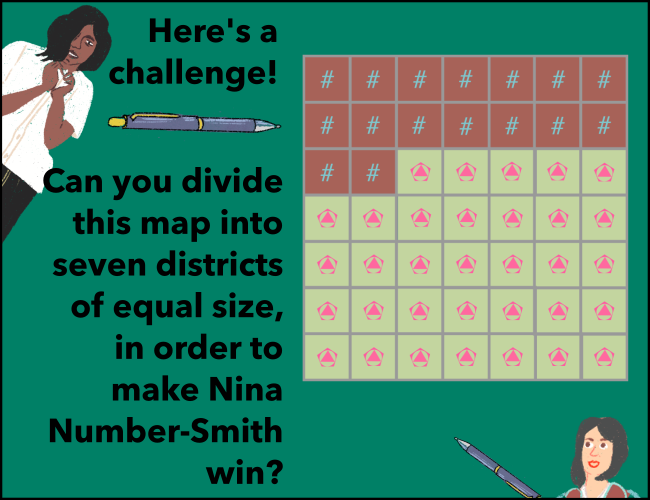 Here's a
challenge!
Can you divide
this map into
seven districts
of equal size,
in order to
make Nina
Number-Smith
win?
# # # # # # #
# # # # # # #
# #